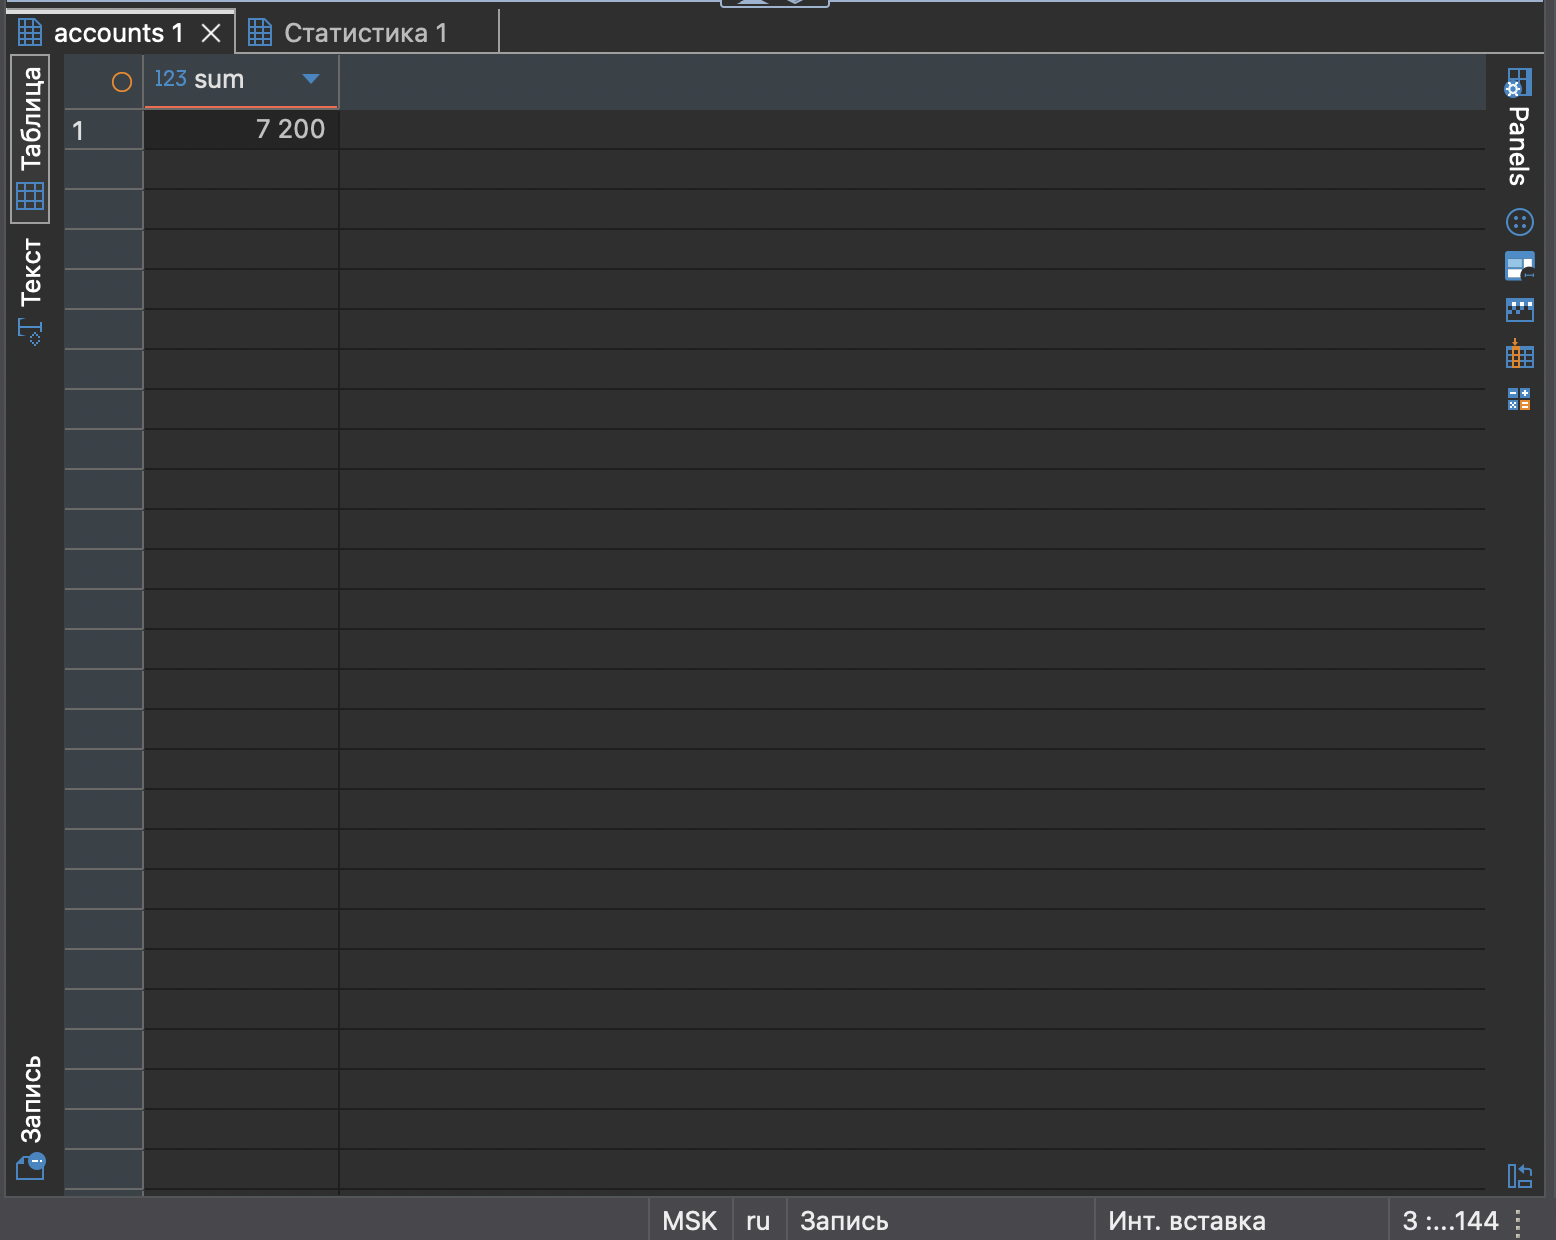 accounts 1
Статистика 1
Таблица
Текст
Запись
123 sum
1
7 200
Panels
MSK
ru
Запись
Инт. вставка
3 :...144